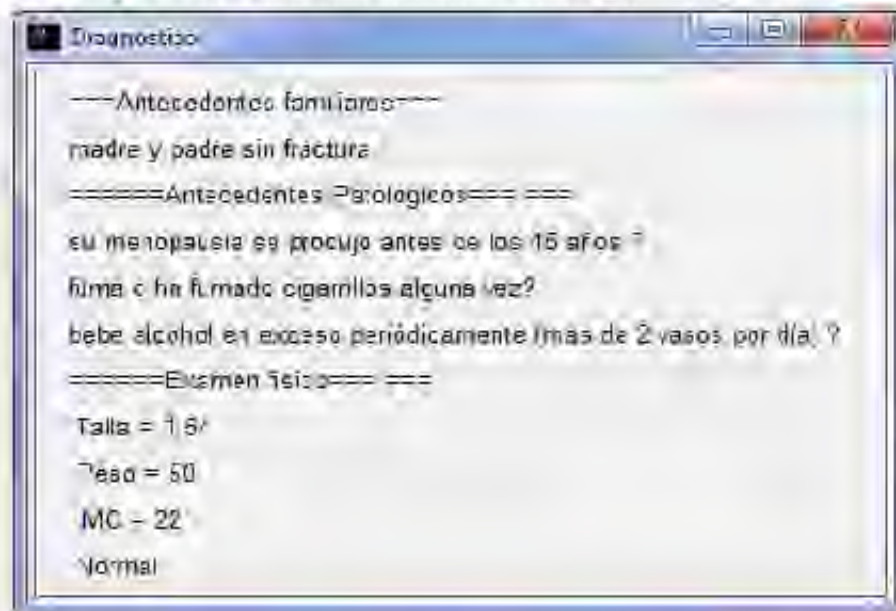 Diagnostico
===Antecedentes familiares===
madre y padre sin fractura
======Antecedentes Patologicos=== ===
su menopausia se produjo antes de los 45 años ?
fuma o ha fumado cigarrillos alguna vez?
bebe alcohol en exceso periódicamente (mas de 2 vasos por día) ?
======Examen fisico=== ===
Talla =
Peso = 50
IMC = 22
Normal